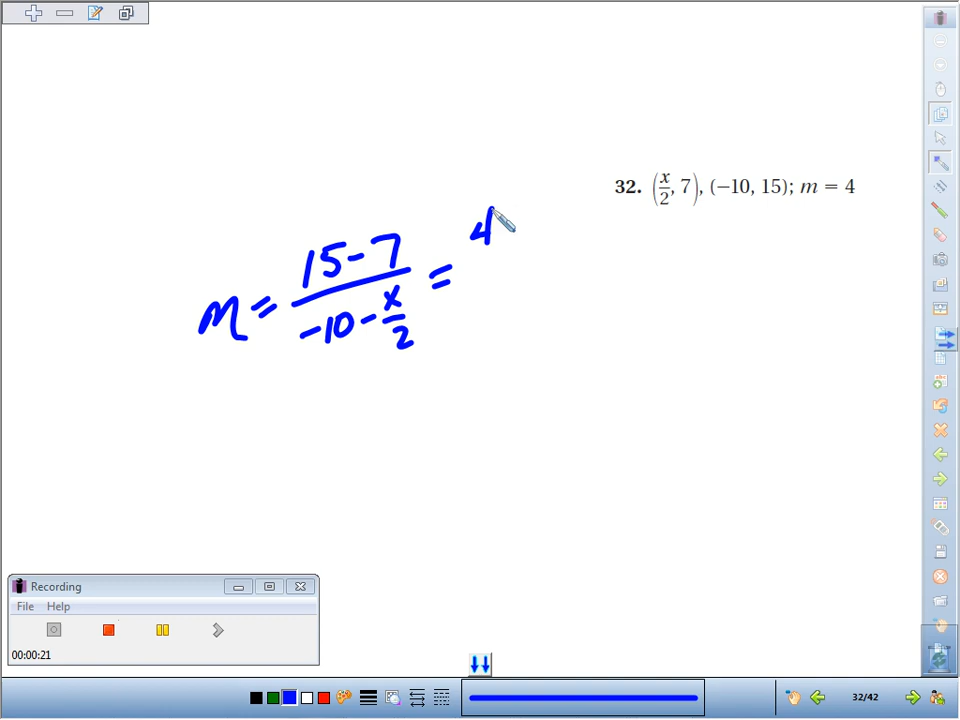 32. (x/2, 7), (−10, 15); m = 4
m = (15 - 7)/(-10 - x/2) = 4
Recording
File Help
00:00:21
32/42